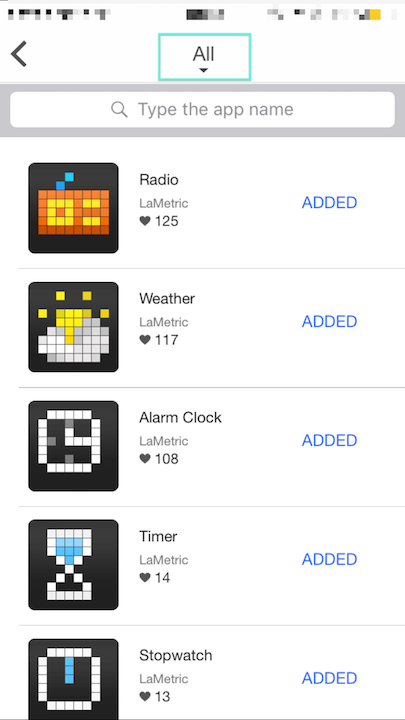 All
Type the app name
Radio
LaMetric
125
ADDED
Weather
LaMetric
117
ADDED
Alarm Clock
LaMetric
108
ADDED
Timer
LaMetric
14
ADDED
Stopwatch
LaMetric
13
ADDED